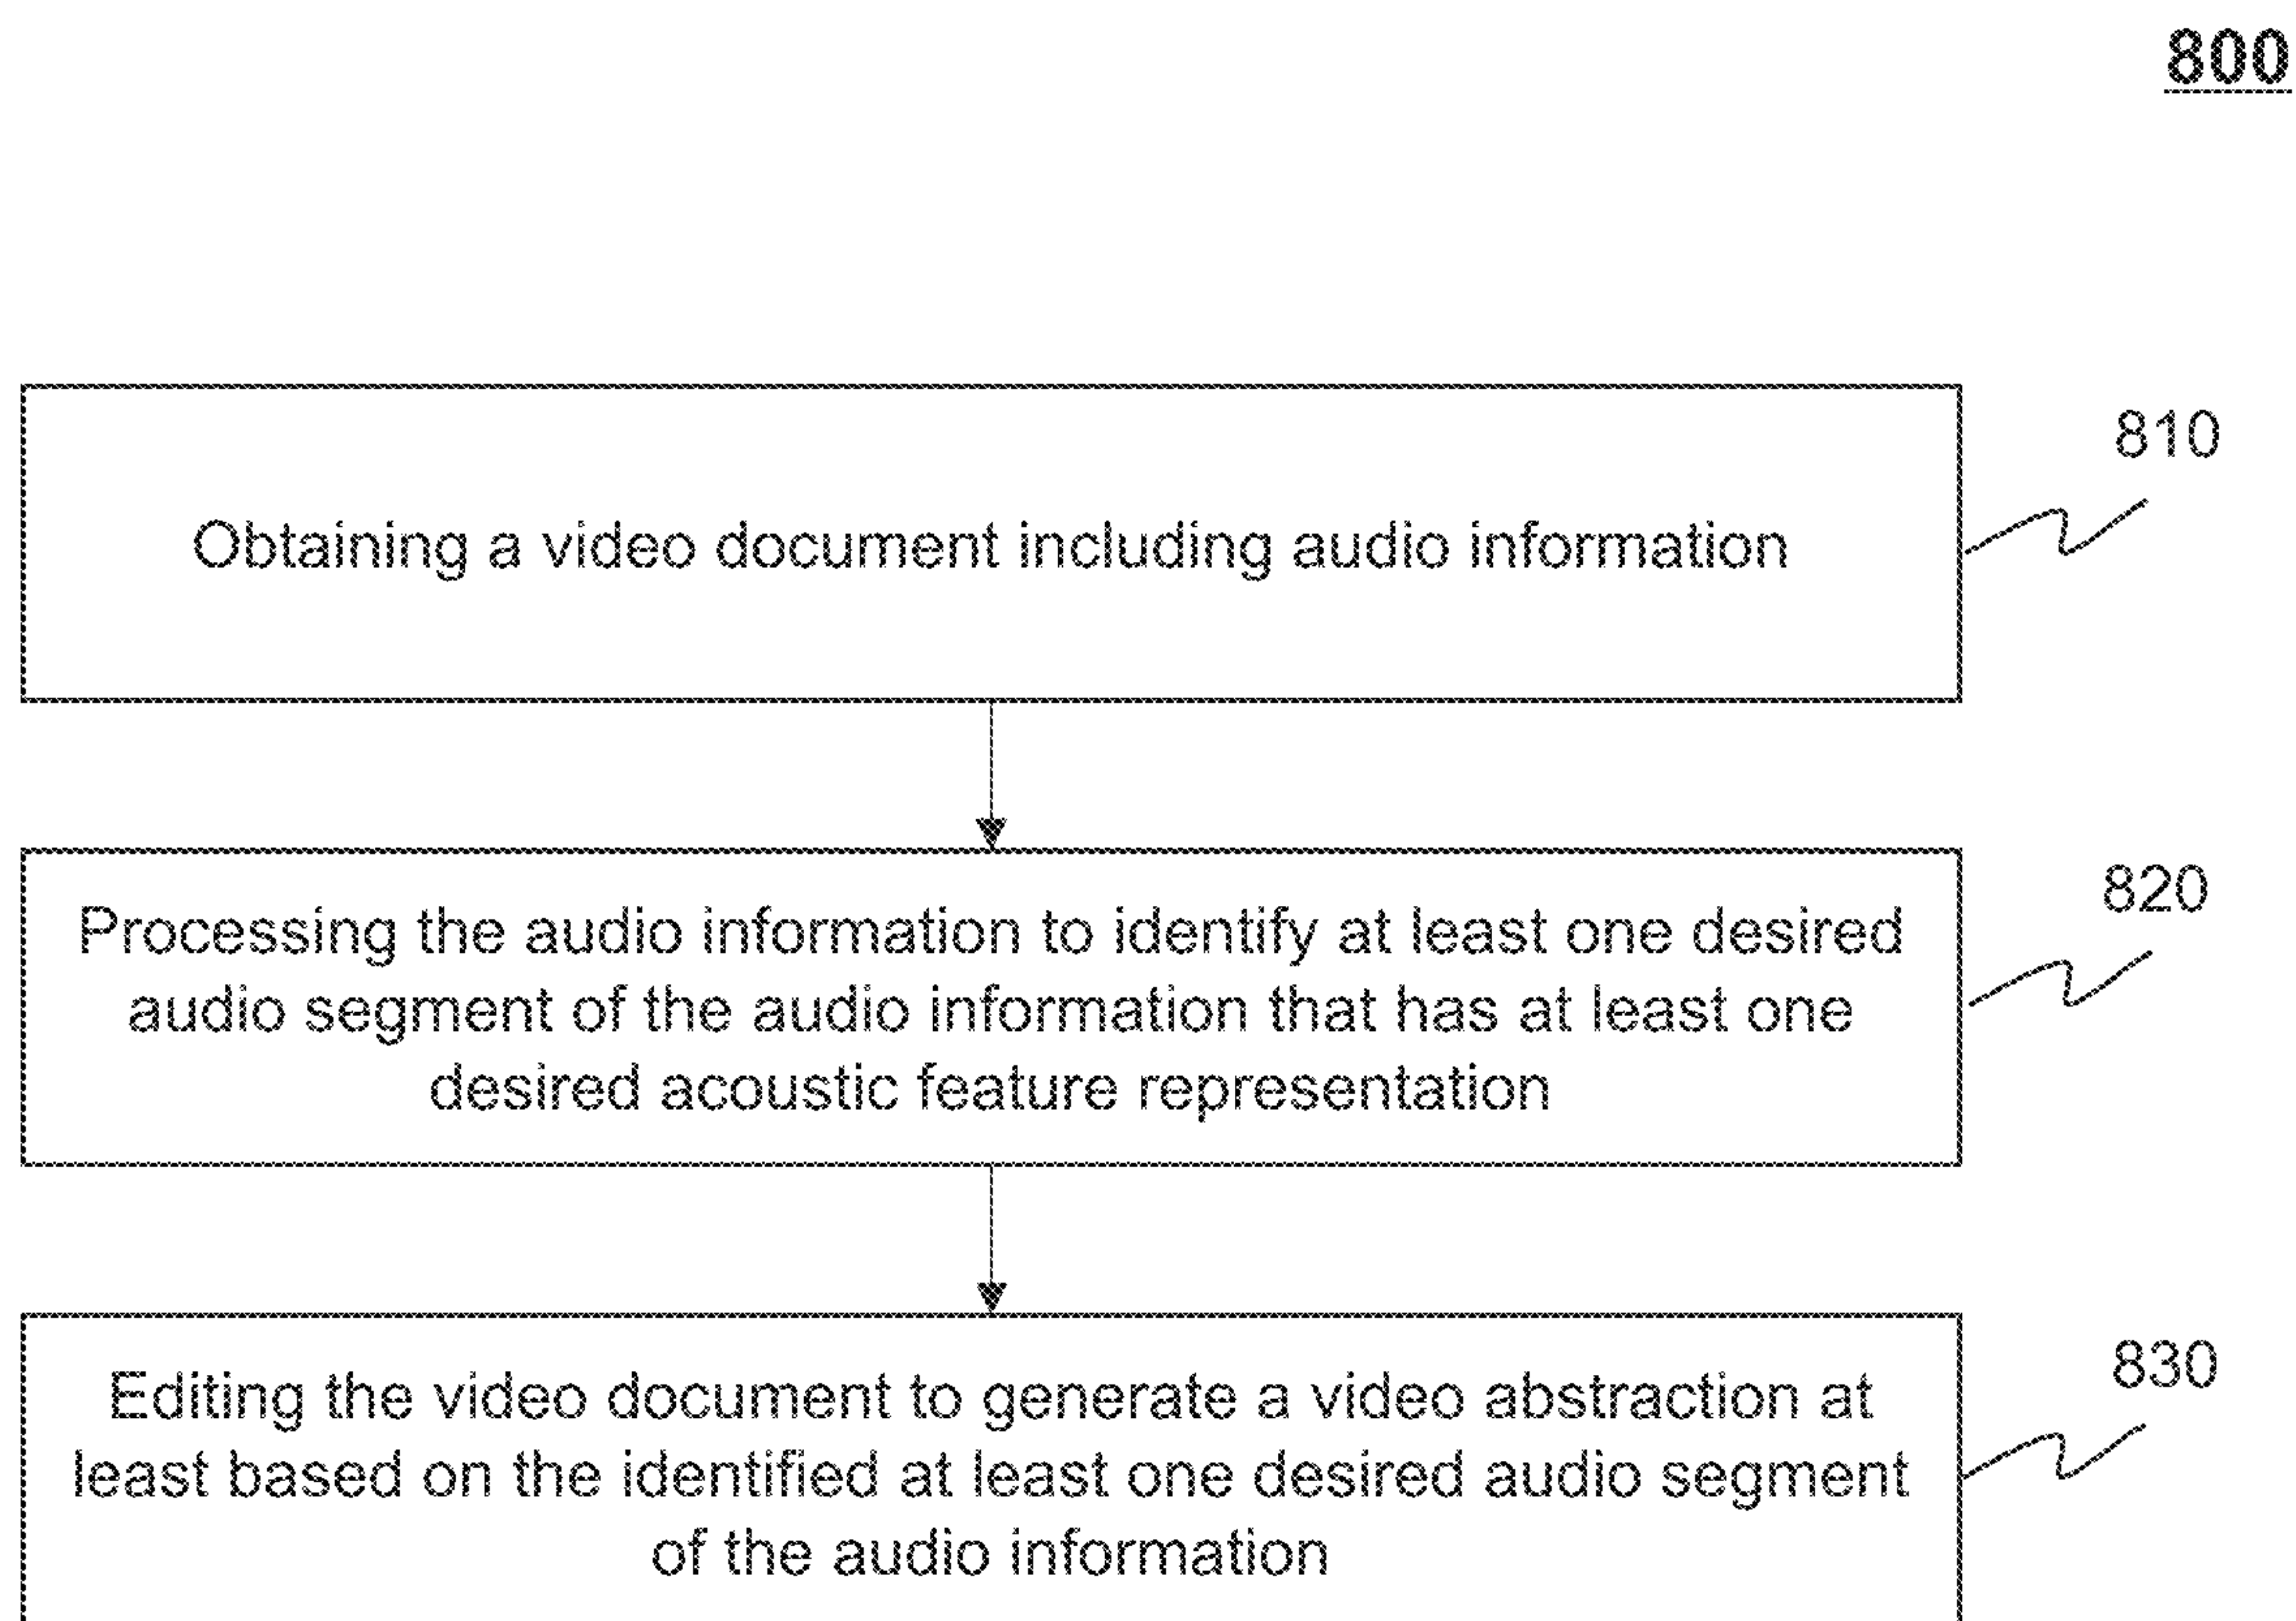 800
810
Obtaining a video document including audio information
820
Processing the audio information to identify at least one desired
audio segment of the audio information that has at least one
desired acoustic feature representation
830
Editing the video document to generate a video abstraction at
least based on the identified at least one desired audio segment
of the audio information